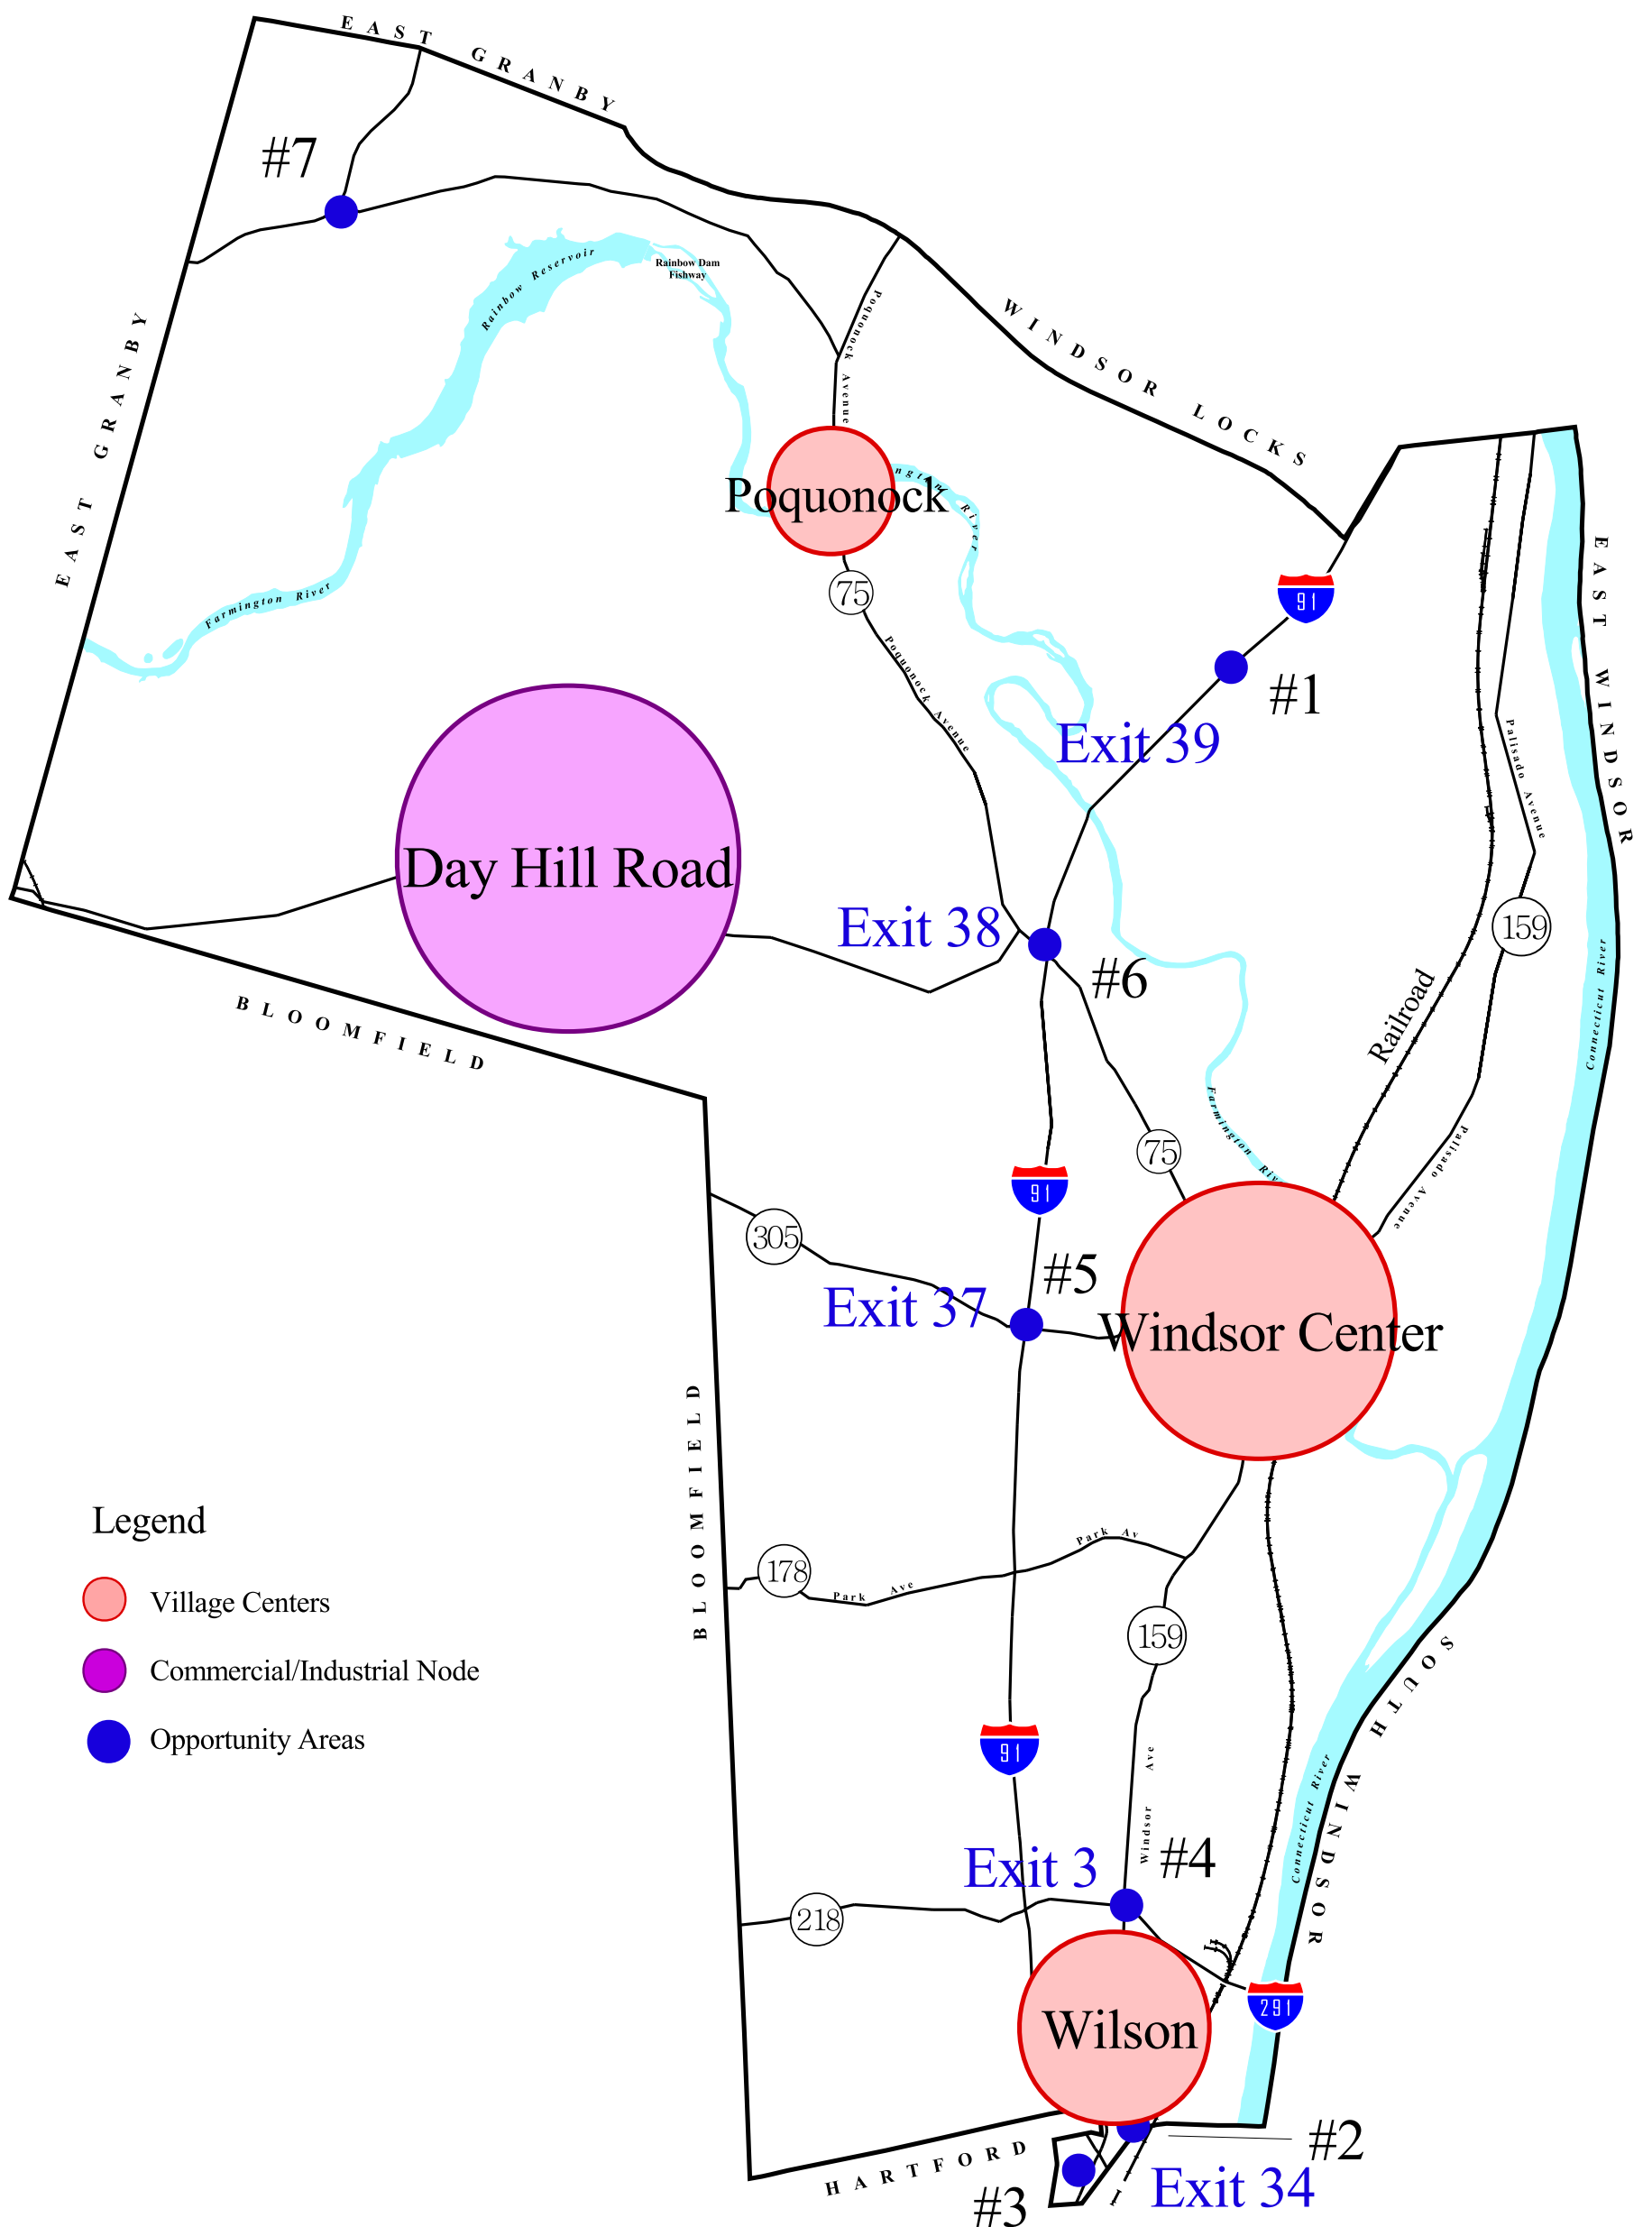 EAST GRANBY
#7
Rainbow Reservoir
Rainbow Dam
Fishway
Poquonock Avenue
WINDSOR LOCKS
EAST GRANBY
ngton River
Poquonock
75
91
#1
EAST WINDSOR
Farmington River
Poquonock Avenue
Exit 39
Palisado Avenue
Day Hill Road
Exit 38
#6
159
Railroad
Connecticut River
BLOOMFIELD
Farmington Rive
75
Palisado Avenue
91
305
#5
Exit 37
Windsor Center
BLOOMFIELD
Legend
Village Centers
Commercial/Industrial Node
Opportunity Areas
Park Av
178
Park Ave
159
SOUTH WINDSOR
91
Windsor Ave
Connecticut River
#4
Exit 3
218
291
Wilson
#2
HARTFORD
Exit 34
#3